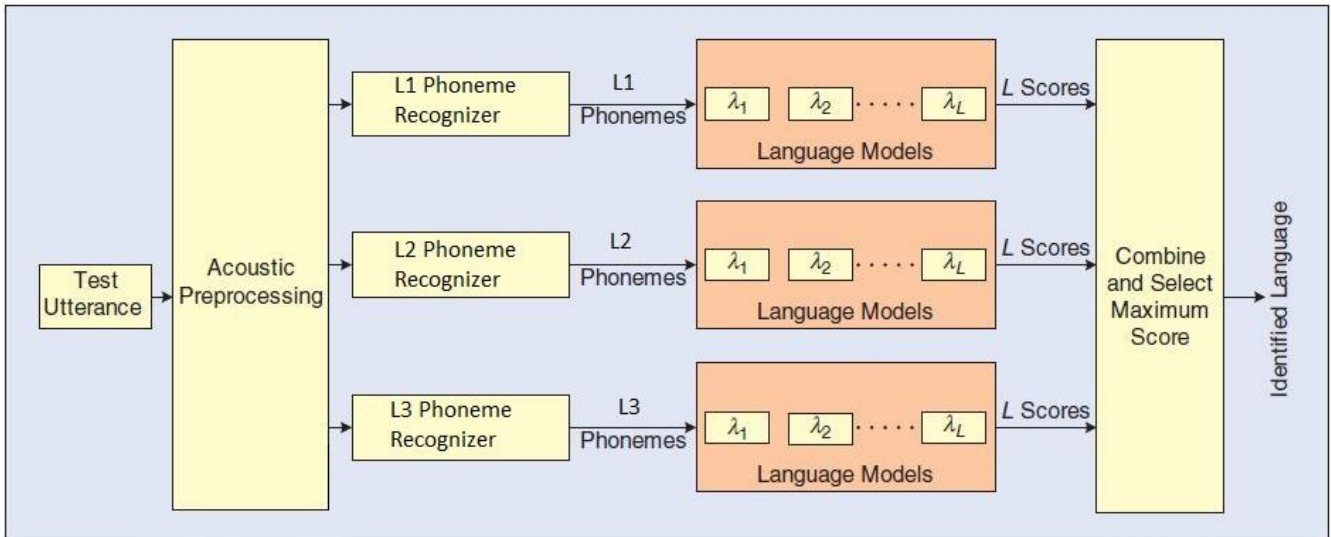 Test
Utterance
Acoustic
Preprocessing
L1 Phoneme
Recognizer
L1
Phonemes
λ1 λ2 ..... λL
Language Models
L Scores
L2 Phoneme
Recognizer
L2
Phonemes
λ1 λ2 ..... λL
Language Models
L Scores
L3 Phoneme
Recognizer
L3
Phonemes
λ1 λ2 ..... λL
Language Models
L Scores
Combine
and Select
Maximum
Score
Identified Language